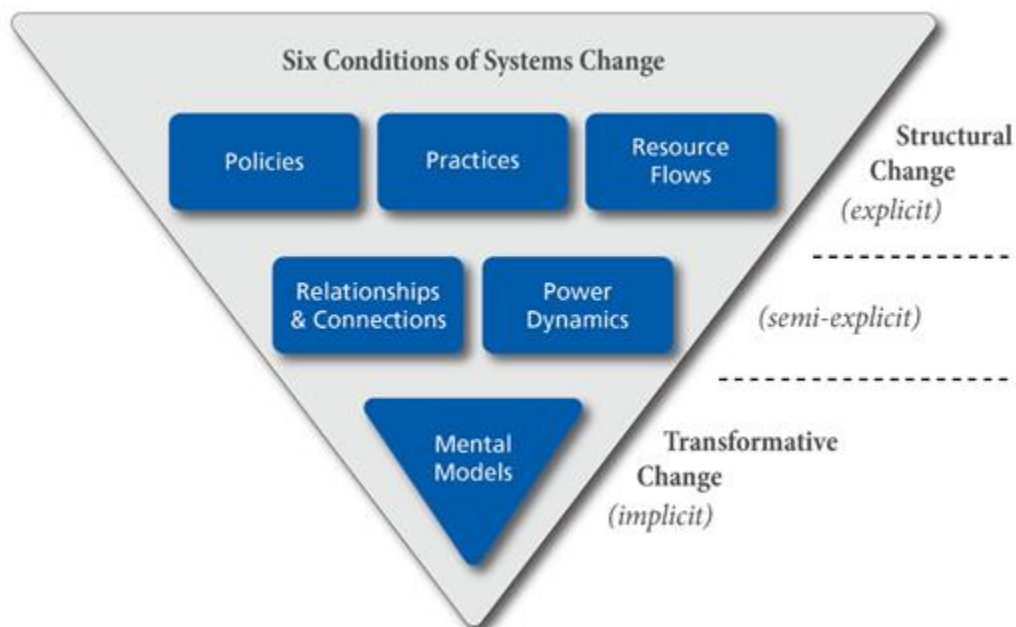 Six Conditions of Systems Change
Policies
Practices
Resource
Flows
Structural
Change
(explicit)
Relationships
& Connections
Power
Dynamics
(semi-explicit)
Mental
Models
Transformative
Change
(implicit)